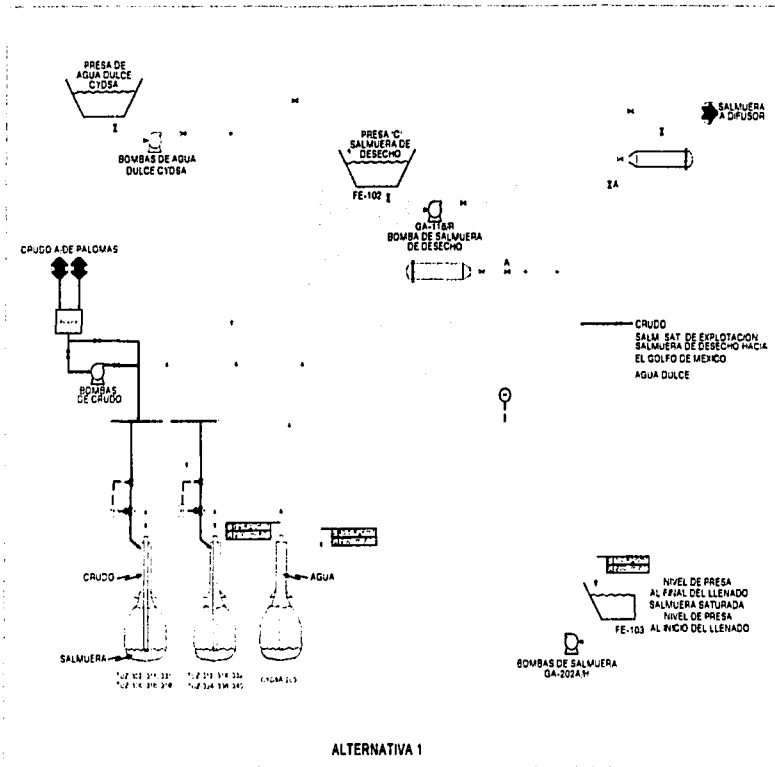 PRESA DE
AGUA DULCE
CYDSA
BOMBAS DE AGUA
DULCE CYDSA
PRESA "C"
SALMUERA DE
DESECHO
FE-102
GA-118/R
BOMBA DE SALMUERA
DE DESECHO
A
SALMUERA
A DIFUSOR
A
CRUDO A/DE PALOMAS
BOMBAS
DE CRUDO
CRUDO
SALM. SAT. DE EXPLOTACION
SALMUERA DE DESECHO HACIA
EL GOLFO DE MEXICO
AGUA DULCE
CRUDO
AGUA
SALMUERA
NIVEL DE PRESA
AL FINAL DEL LLENADO
SALMUERA SATURADA
NIVEL DE PRESA
AL INICIO DEL LLENADO
FE-103
BOMBAS DE SALMUERA
GA-202A/H
ALTERNATIVA 1